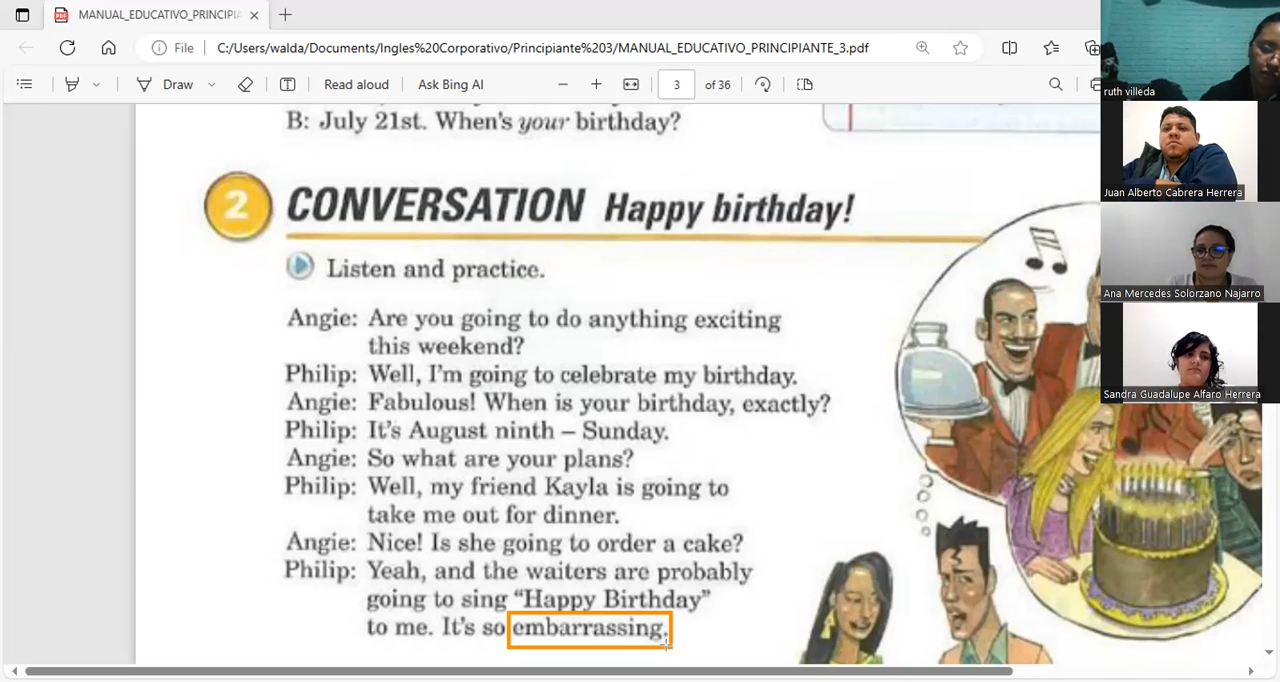 MANUAL_EDUCATIVO_PRINCIPIA
File C:/Users/walda/Documents/Ingles%20Corporativo/Principiante%203/MANUAL_EDUCATIVO_PRINCIPIANTE_3.pdf
Draw Read aloud Ask Bing AI 3 of 36
B: July 21st. When's your birthday?
2 CONVERSATION Happy birthday!
Listen and practice.
Angie: Are you going to do anything exciting
this weekend?
Philip: Well, I'm going to celebrate my birthday.
Angie: Fabulous! When is your birthday, exactly?
Philip: It's August ninth – Sunday.
Angie: So what are your plans?
Philip: Well, my friend Kayla is going to
take me out for dinner.
Angie: Nice! Is she going to order a cake?
Philip: Yeah, and the waiters are probably
going to sing “Happy Birthday”
to me. It's so embarrassing.
ruth villeda
Juan Alberto Cabrera Herrera
Ana Mercedes Solorzano Najarro
Sandra Guadalupe Alfaro Herrera